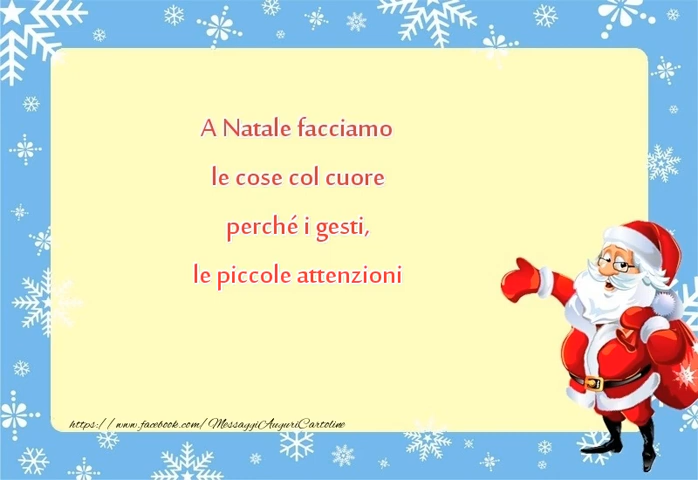 A Natale facciamo
le cose col cuore
perché i gesti,
le piccole attenzioni
https://www.facebook.com/MessaggiAuguriCartoline